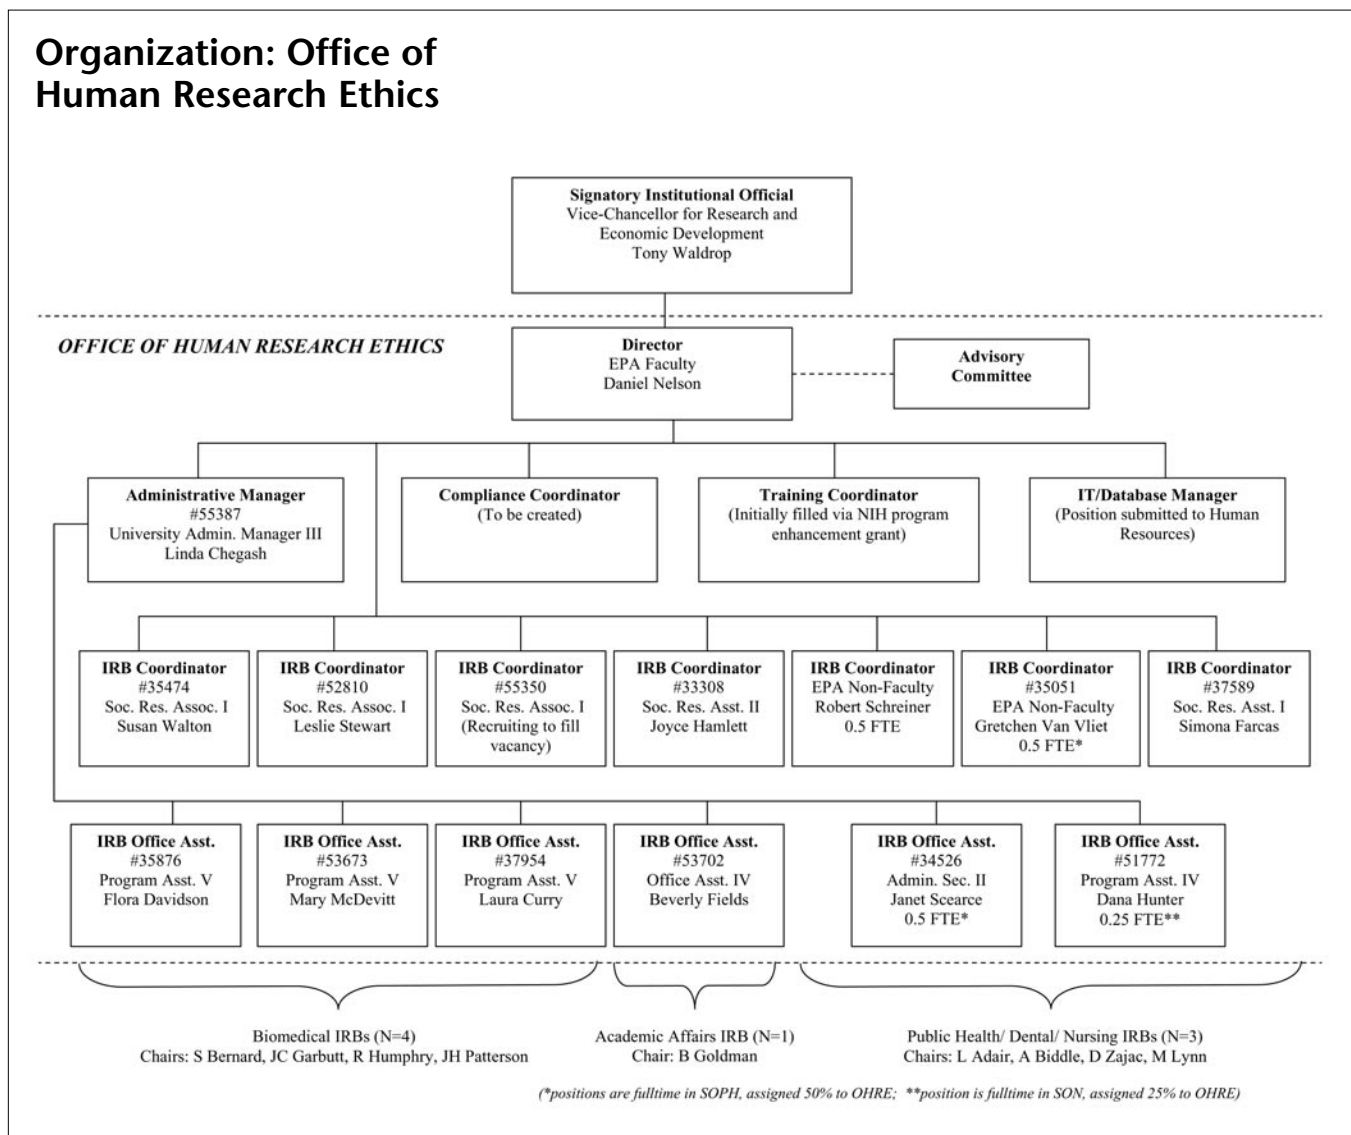 Organization: Office of
Human Research Ethics
Signatory Institutional Official
Vice-Chancellor for Research and
Economic Development
Tony Waldrop
OFFICE OF HUMAN RESEARCH ETHICS
Director
EPA Faculty
Daniel Nelson
Advisory
Committee
Administrative Manager
#55387
University Admin. Manager III
Linda Chegash
Compliance Coordinator
(To be created)
Training Coordinator
(Initially filled via NIH program
enhancement grant)
IT/Database Manager
(Position submitted to Human
Resources)
IRB Coordinator
#35474
Soc. Res. Assoc. I
Susan Walton
IRB Coordinator
#52810
Soc. Res. Assoc. I
Leslie Stewart
IRB Coordinator
#55350
Soc. Res. Assoc. I
(Recruiting to fill
vacancy)
IRB Coordinator
#33308
Soc. Res. Asst. II
Joyce Hamlett
IRB Coordinator
EPA Non-Faculty
Robert Schreiner
0.5 FTE
IRB Coordinator
#35051
EPA Non-Faculty
Gretchen Van Vliet
0.5 FTE*
IRB Coordinator
#37589
Soc. Res. Asst. I
Simona Farcas
IRB Office Asst.
#35876
Program Asst. V
Flora Davidson
IRB Office Asst.
#53673
Program Asst. V
Mary McDevitt
IRB Office Asst.
#37954
Program Asst. V
Laura Curry
IRB Office Asst.
#53702
Office Asst. IV
Beverly Fields
IRB Office Asst.
#34526
Admin. Sec. II
Janet Scearce
0.5 FTE*
IRB Office Asst.
#51772
Program Asst. IV
Dana Hunter
0.25 FTE**
Biomedical IRBs (N=4)
Chairs: S Bernard, JC Garbutt, R Humphry, JH Patterson
Academic Affairs IRB (N=1)
Chair: B Goldman
Public Health/ Dental/ Nursing IRBs (N=3)
Chairs: L Adair, A Biddle, D Zajac, M Lynn
(*positions are fulltime in SOPH, assigned 50% to OHRE; **position is fulltime in SON, assigned 25% to OHRE)